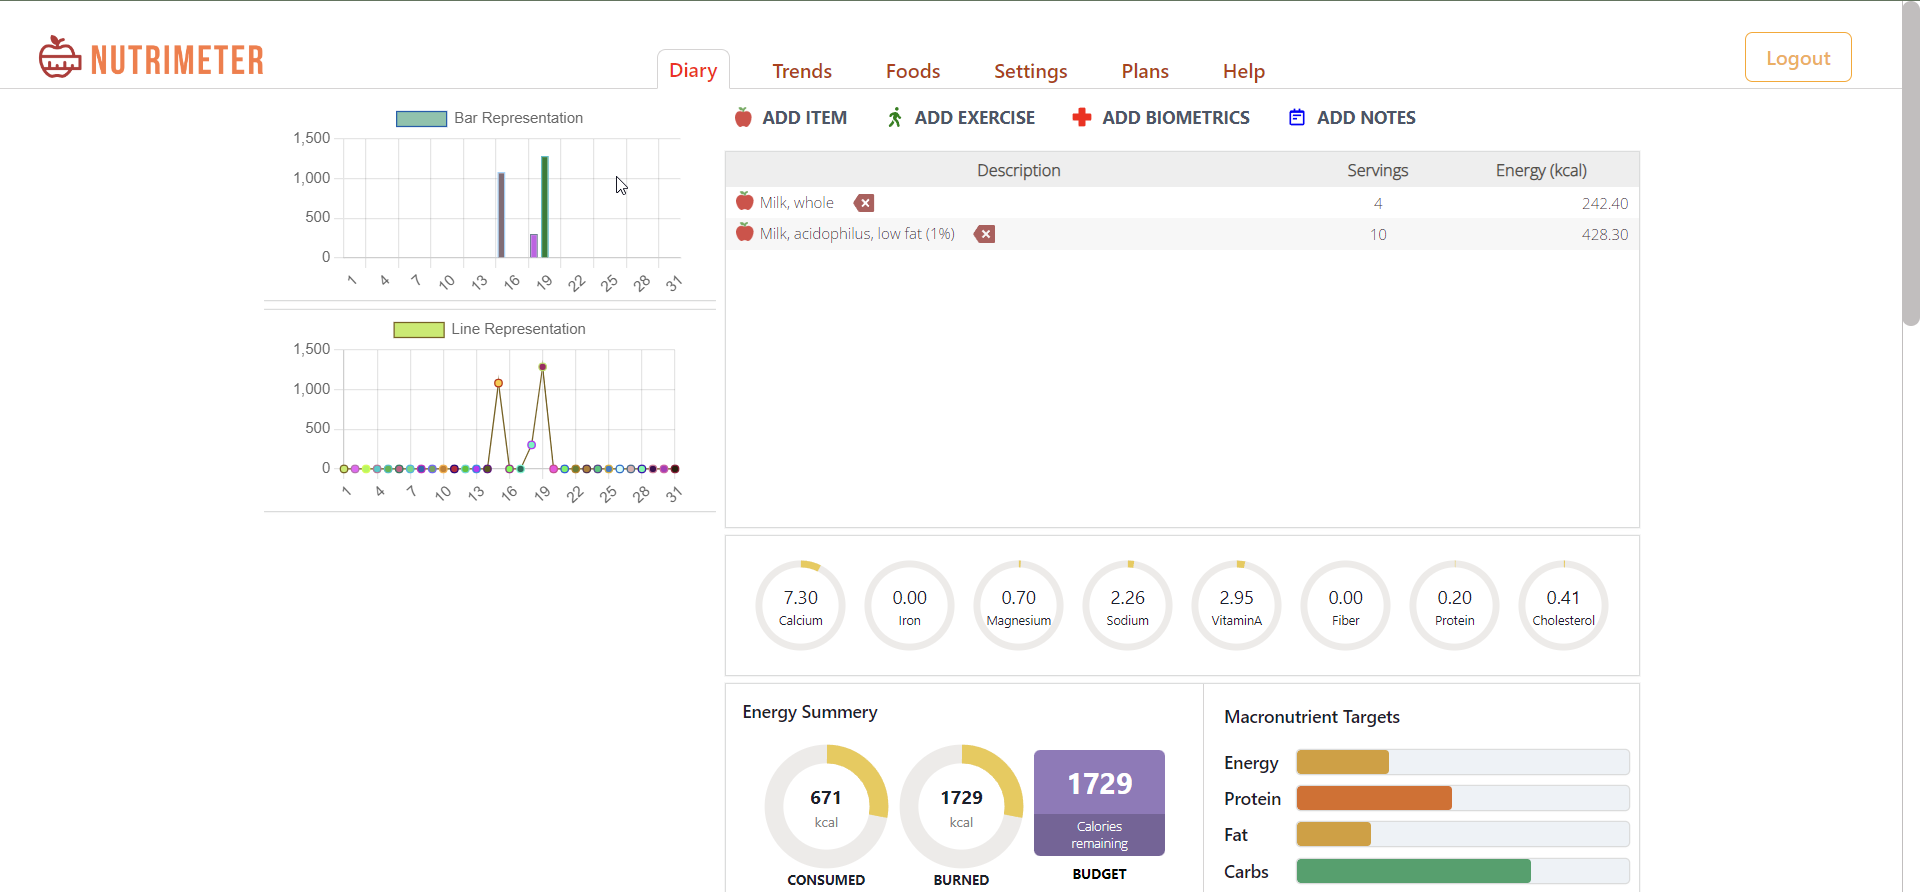 NUTRIMETER
Diary Trends Foods Settings Plans Help
Logout
Bar Representation
1,500
1,000
500
0
1 4 7 10 13 16 19 22 25 28 31
Line Representation
1,500
1,000
500
0
1 4 7 10 13 16 19 22 25 28 31
ADD ITEM ADD EXERCISE ADD BIOMETRICS ADD NOTES
Description Servings Energy (kcal)
Milk, whole 4 242.40
Milk, acidophilus, low fat (1%) 10 428.30
7.30 0.00 0.70 2.26 2.95 0.00 0.20 0.41
Calcium Iron Magnesium Sodium VitaminA Fiber Protein Cholesterol
Energy Summery
671
kcal
CONSUMED
1729
kcal
BURNED
1729
Calories
remaining
BUDGET
Macronutrient Targets
Energy
Protein
Fat
Carbs